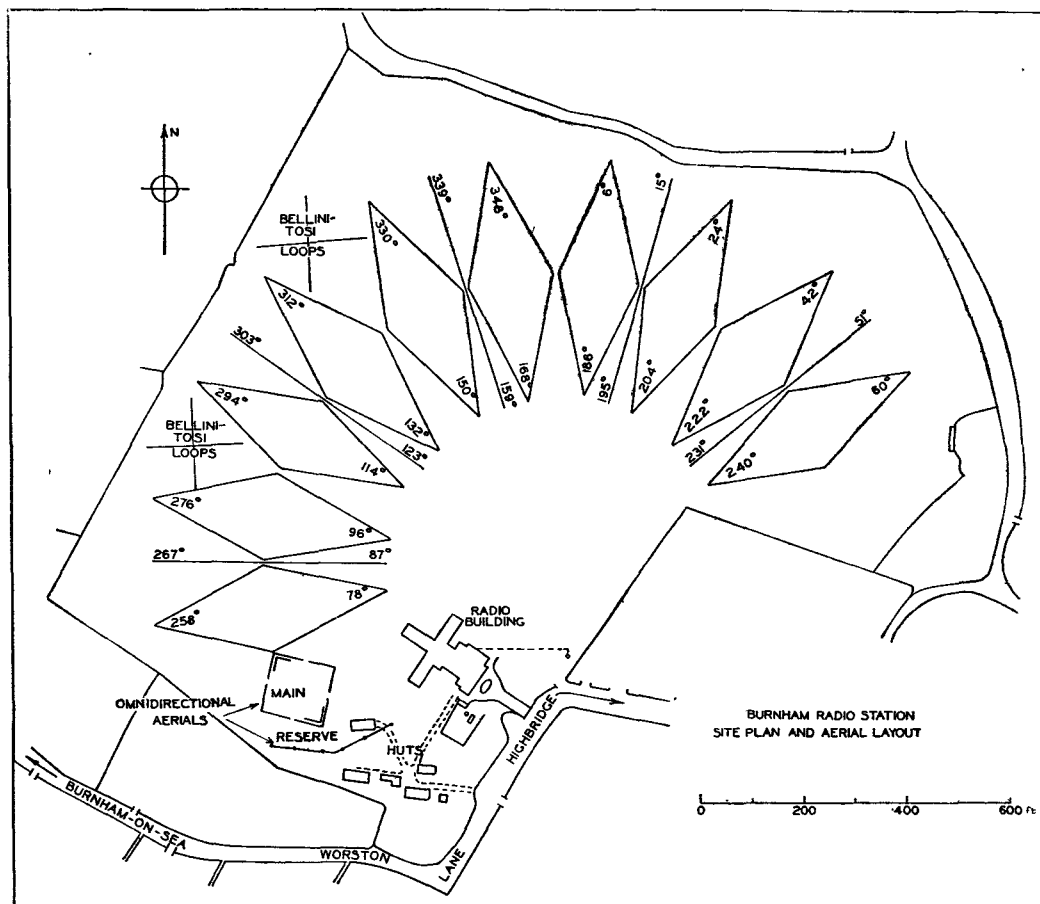 N
339°
348°
6°
15°
BELLINI-
TOSI
LOOPS
330°
24°
312°
42°
303°
51°
186°
195°
204°
168°
159°
150°
294°
60°
BELLINI-
TOSI
LOOPS
132°
123°
114°
222°
231°
240°
276°
96°
267°
87°
258°
78°
RADIO
BUILDING
MAIN
OMNIDIRECTIONAL
AERIALS
RESERVE
HUTS
HIGHBRIDGE
BURNHAM RADIO STATION
SITE PLAN AND AERIAL LAYOUT
0 200 400 600 ft
BURNHAM-ON-SEA
WORSTON
LANE